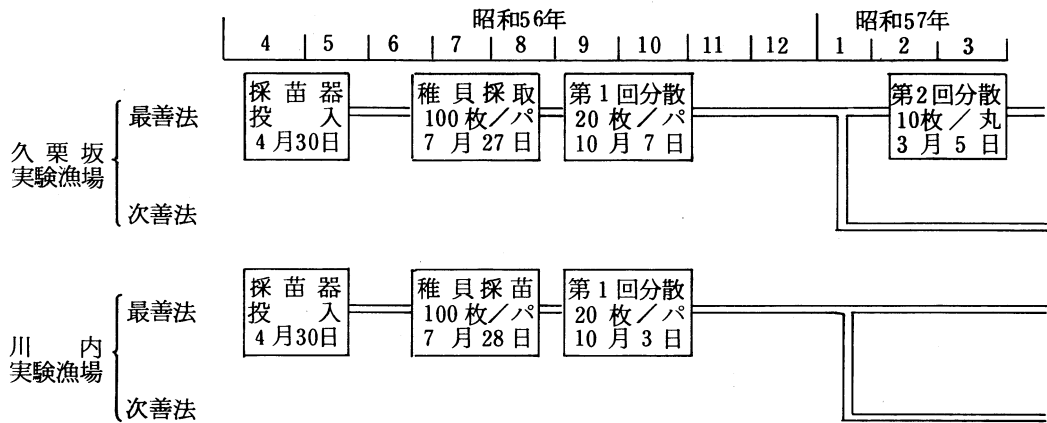 昭和56年 昭和57年
4 5 6 7 8 9 10 11 12 1 2 3
久栗坂
実験漁場
最善法
採苗器
投入
4月30日
稚貝採取
100枚/パ
7月27日
第1回分散
20枚/パ
10月7日
第2回分散
10枚/丸
3月5日
次善法
川内
実験漁場
最善法
採苗器
投入
4月30日
稚貝採苗
100枚/パ
7月28日
第1回分散
20枚/パ
10月3日
次善法